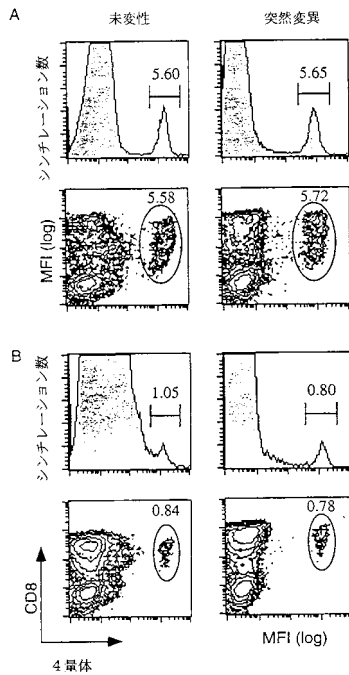 A
未変性
突然変異
シンチレーション数
5.60
5.65
MFI (log)
5.58
5.72
B
シンチレーション数
1.05
0.80
0.84
0.78
CD8
4量体
MFI (log)